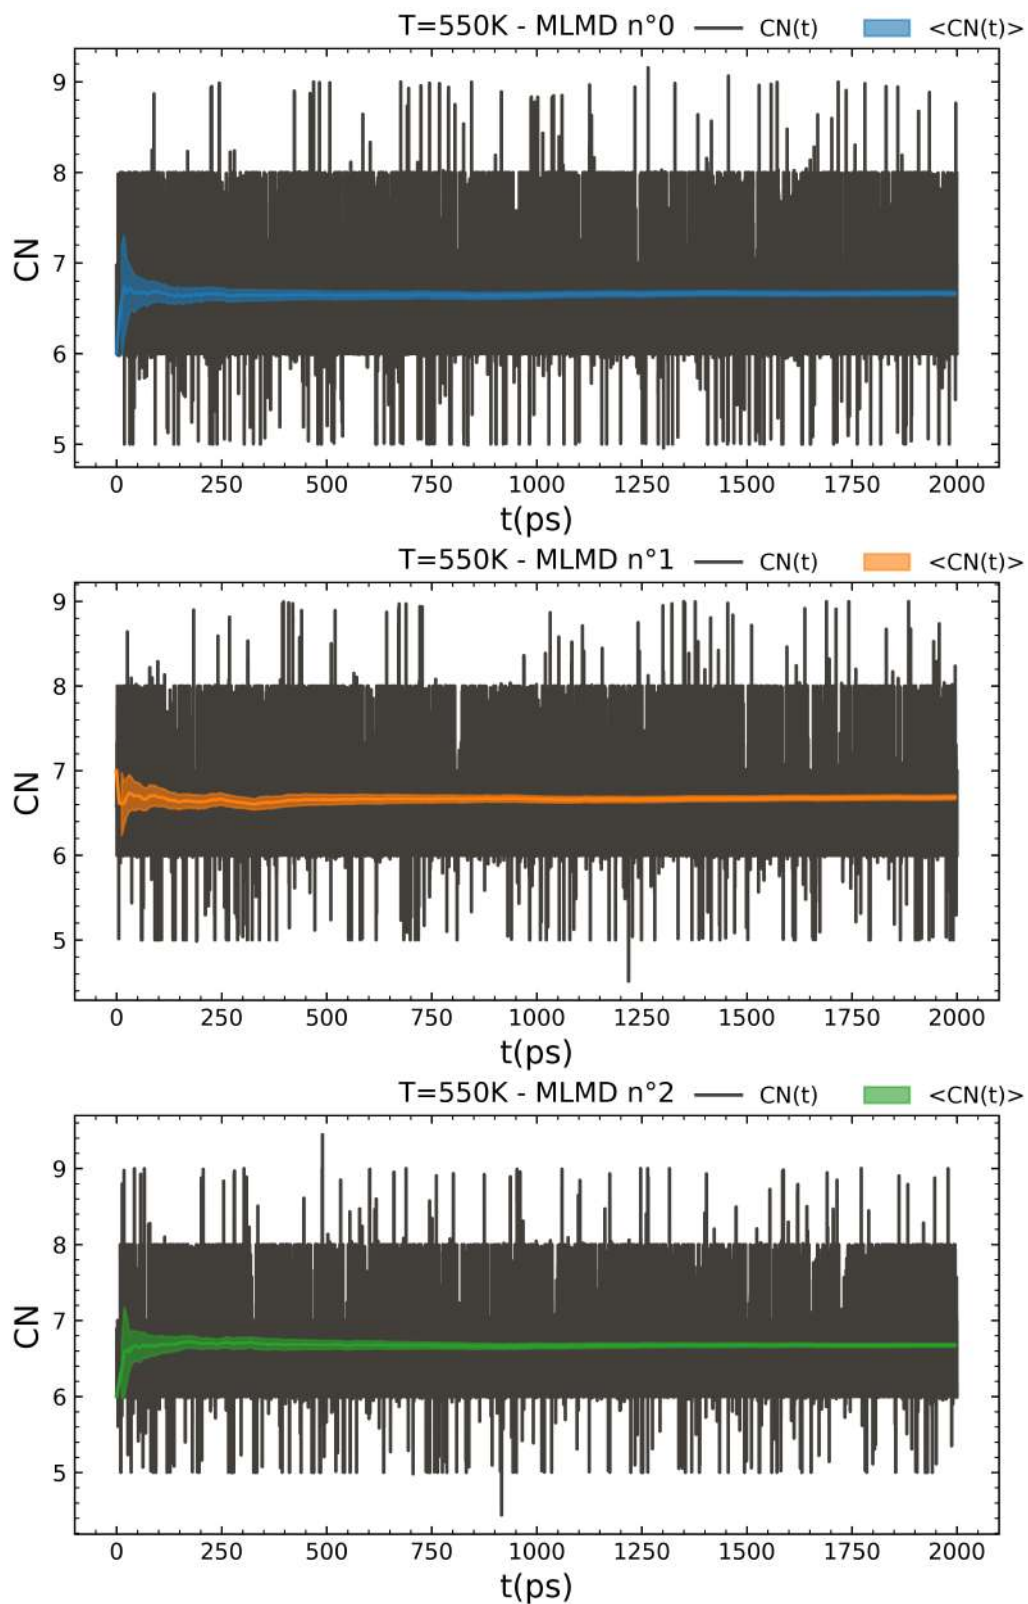 T=550K - MLMD n°0 CN(t) <CN(t)>
9
8
7
6
5
CN
0 250 500 750 1000 1250 1500 1750 2000
t(ps)
T=550K - MLMD n°1 CN(t) <CN(t)>
9
8
7
6
5
CN
0 250 500 750 1000 1250 1500 1750 2000
t(ps)
T=550K - MLMD n°2 CN(t) <CN(t)>
9
8
7
6
5
CN
0 250 500 750 1000 1250 1500 1750 2000
t(ps)